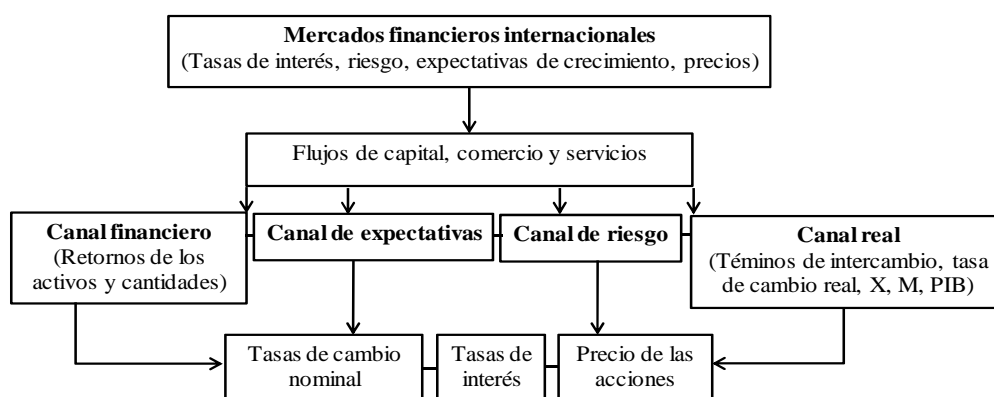 Mercados financieros internacionales
(Tasas de interés, riesgo, expectativas de crecimiento, precios)
Flujos de capital, comercio y servicios
Canal financiero
(Retornos de los
activos y cantidades)
Canal de expectativas
Canal de riesgo
Canal real
(Téminos de intercambio, tasa
de cambio real, X, M, PIB)
Tasas de cambio
nominal
Tasas de
interés
Precio de las
acciones